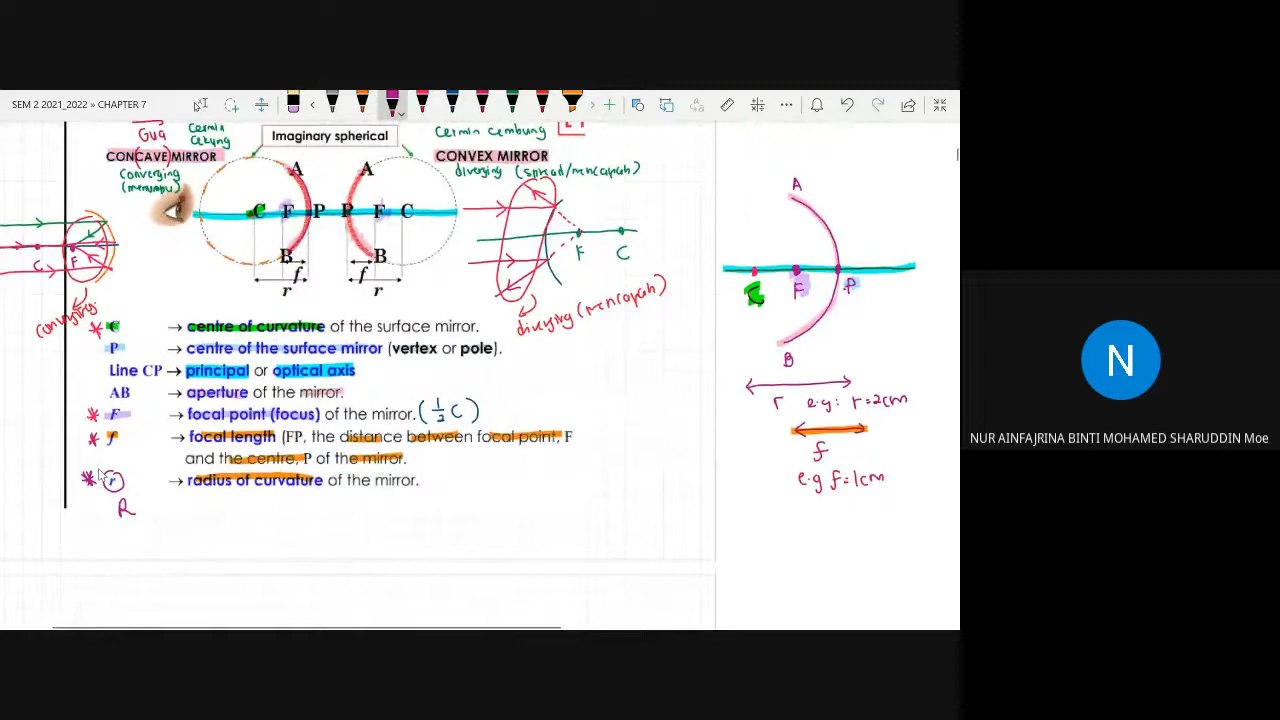 SEM 2 2021_2022 » CHAPTER 7
Gua
Cermin
Cekung
Imaginary spherical
Cermin cembung
CONCAVE MIRROR
CONVEX MIRROR
converging
(menumpu)
diverging (spread/mencapah)
A
A
C F P P F C
B
B
f
f
r
r
C F
converging
F C
diverging (mencapah)
* C → centre of curvature of the surface mirror.
P → centre of the surface mirror (vertex or pole).
Line CP → principal or optical axis
AB → aperture of the mirror.
* F → focal point (focus) of the mirror. (½ C)
* f → focal length (FP, the distance between focal point, F
and the centre, P of the mirror.
* r → radius of curvature of the mirror.
R
A
C F P
B
r e.g: r=2cm
f
e.g f=1cm
N
NUR AINFAJRINA BINTI MOHAMED SHARUDDIN Moe